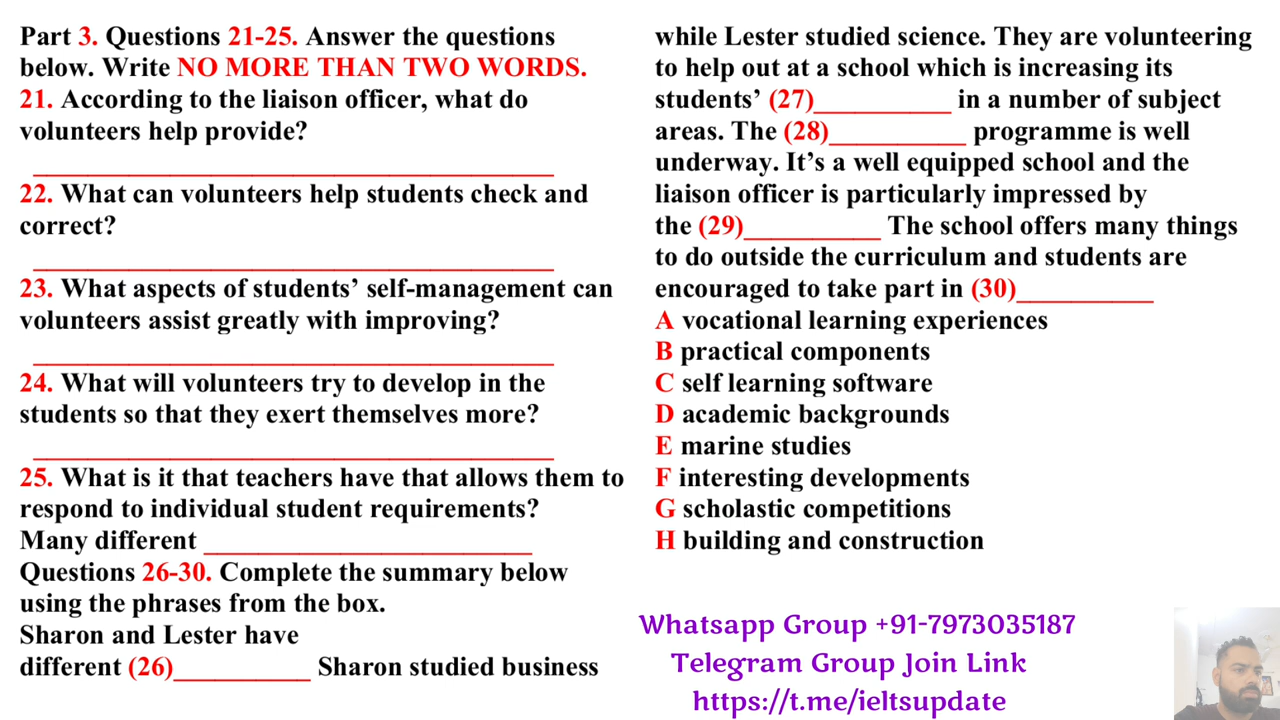 Part 3. Questions 21-25. Answer the questions
below. Write NO MORE THAN TWO WORDS.
21. According to the liaison officer, what do
volunteers help provide?
______________________________________
22. What can volunteers help students check and
correct?
______________________________________
23. What aspects of students’ self-management can
volunteers assist greatly with improving?
______________________________________
24. What will volunteers try to develop in the
students so that they exert themselves more?
______________________________________
25. What is it that teachers have that allows them to
respond to individual student requirements?
Many different ________________________
Questions 26-30. Complete the summary below
using the phrases from the box.
Sharon and Lester have
different (26)__________ Sharon studied business
while Lester studied science. They are volunteering
to help out at a school which is increasing its
students’ (27)__________ in a number of subject
areas. The (28)__________ programme is well
underway. It’s a well equipped school and the
liaison officer is particularly impressed by
the (29)__________ The school offers many things
to do outside the curriculum and students are
encouraged to take part in (30)__________
A vocational learning experiences
B practical components
C self learning software
D academic backgrounds
E marine studies
F interesting developments
G scholastic competitions
H building and construction
Whatsapp Group +91-7973035187
Telegram Group Join Link
https://t.me/ieltsupdate